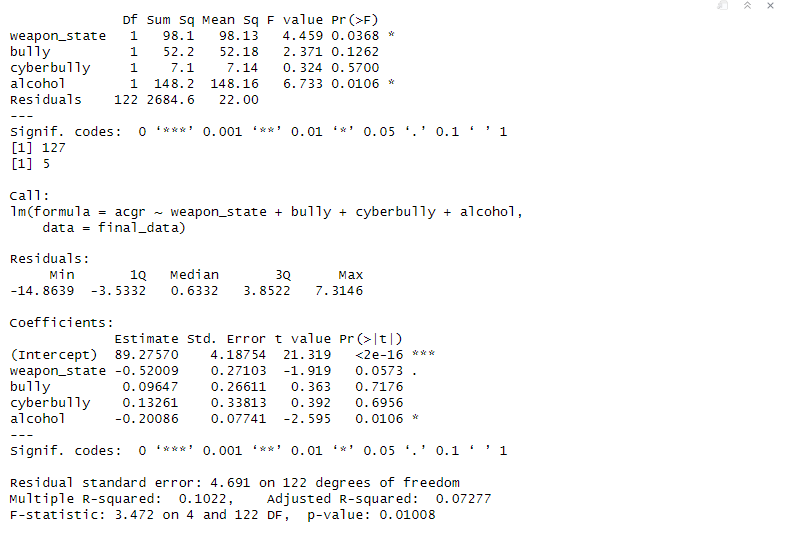 Df Sum Sq Mean Sq F value Pr(>F)
weapon_state 1 98.1 98.13 4.459 0.0368 *
bully 1 52.2 52.18 2.371 0.1262
cyberbully 1 7.1 7.14 0.324 0.5700
alcohol 1 148.2 148.16 6.733 0.0106 *
Residuals 122 2684.6 22.00
---
Signif. codes: 0 ‘***’ 0.001 ‘**’ 0.01 ‘*’ 0.05 ‘.’ 0.1 ‘ ’ 1
[1] 127
[1] 5
Call:
lm(formula = acgr ~ weapon_state + bully + cyberbully + alcohol,
data = final_data)
Residuals:
Min 1Q Median 3Q Max
-14.8639 -3.5332 0.6332 3.8522 7.3146
Coefficients:
Estimate Std. Error t value Pr(>|t|)
(Intercept) 89.27570 4.18754 21.319 <2e-16 ***
weapon_state -0.52009 0.27103 -1.919 0.0573 .
bully 0.09647 0.26611 0.363 0.7176
cyberbully 0.13261 0.33813 0.392 0.6956
alcohol -0.20086 0.07741 -2.595 0.0106 *
---
Signif. codes: 0 ‘***’ 0.001 ‘**’ 0.01 ‘*’ 0.05 ‘.’ 0.1 ‘ ’ 1
Residual standard error: 4.691 on 122 degrees of freedom
Multiple R-squared: 0.1022, Adjusted R-squared: 0.07277
F-statistic: 3.472 on 4 and 122 DF, p-value: 0.01008